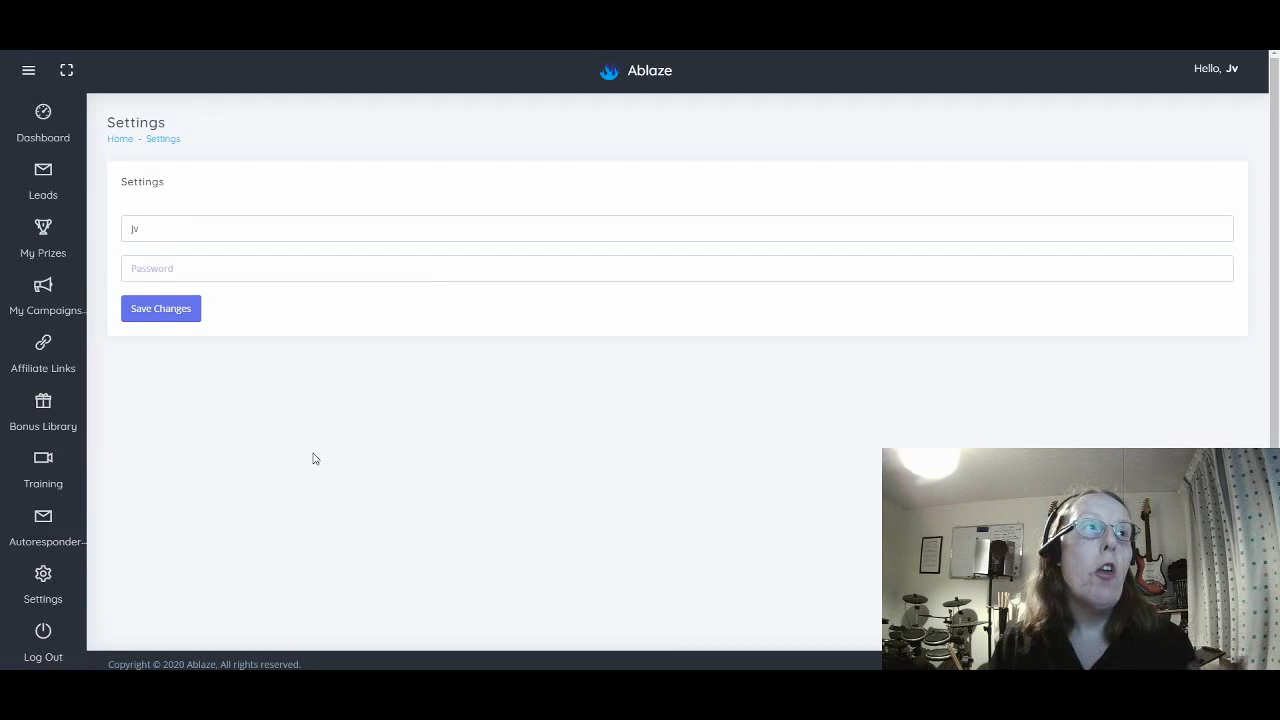 Ablaze
Hello, Jv
Dashboard
Leads
My Prizes
My Campaigns..
Affiliate Links
Bonus Library
Training
Autoresponder..
Settings
Log Out
Settings
Home - Settings
Settings
Jv
Password
Save Changes
Copyright © 2020 Ablaze, All rights reserved.